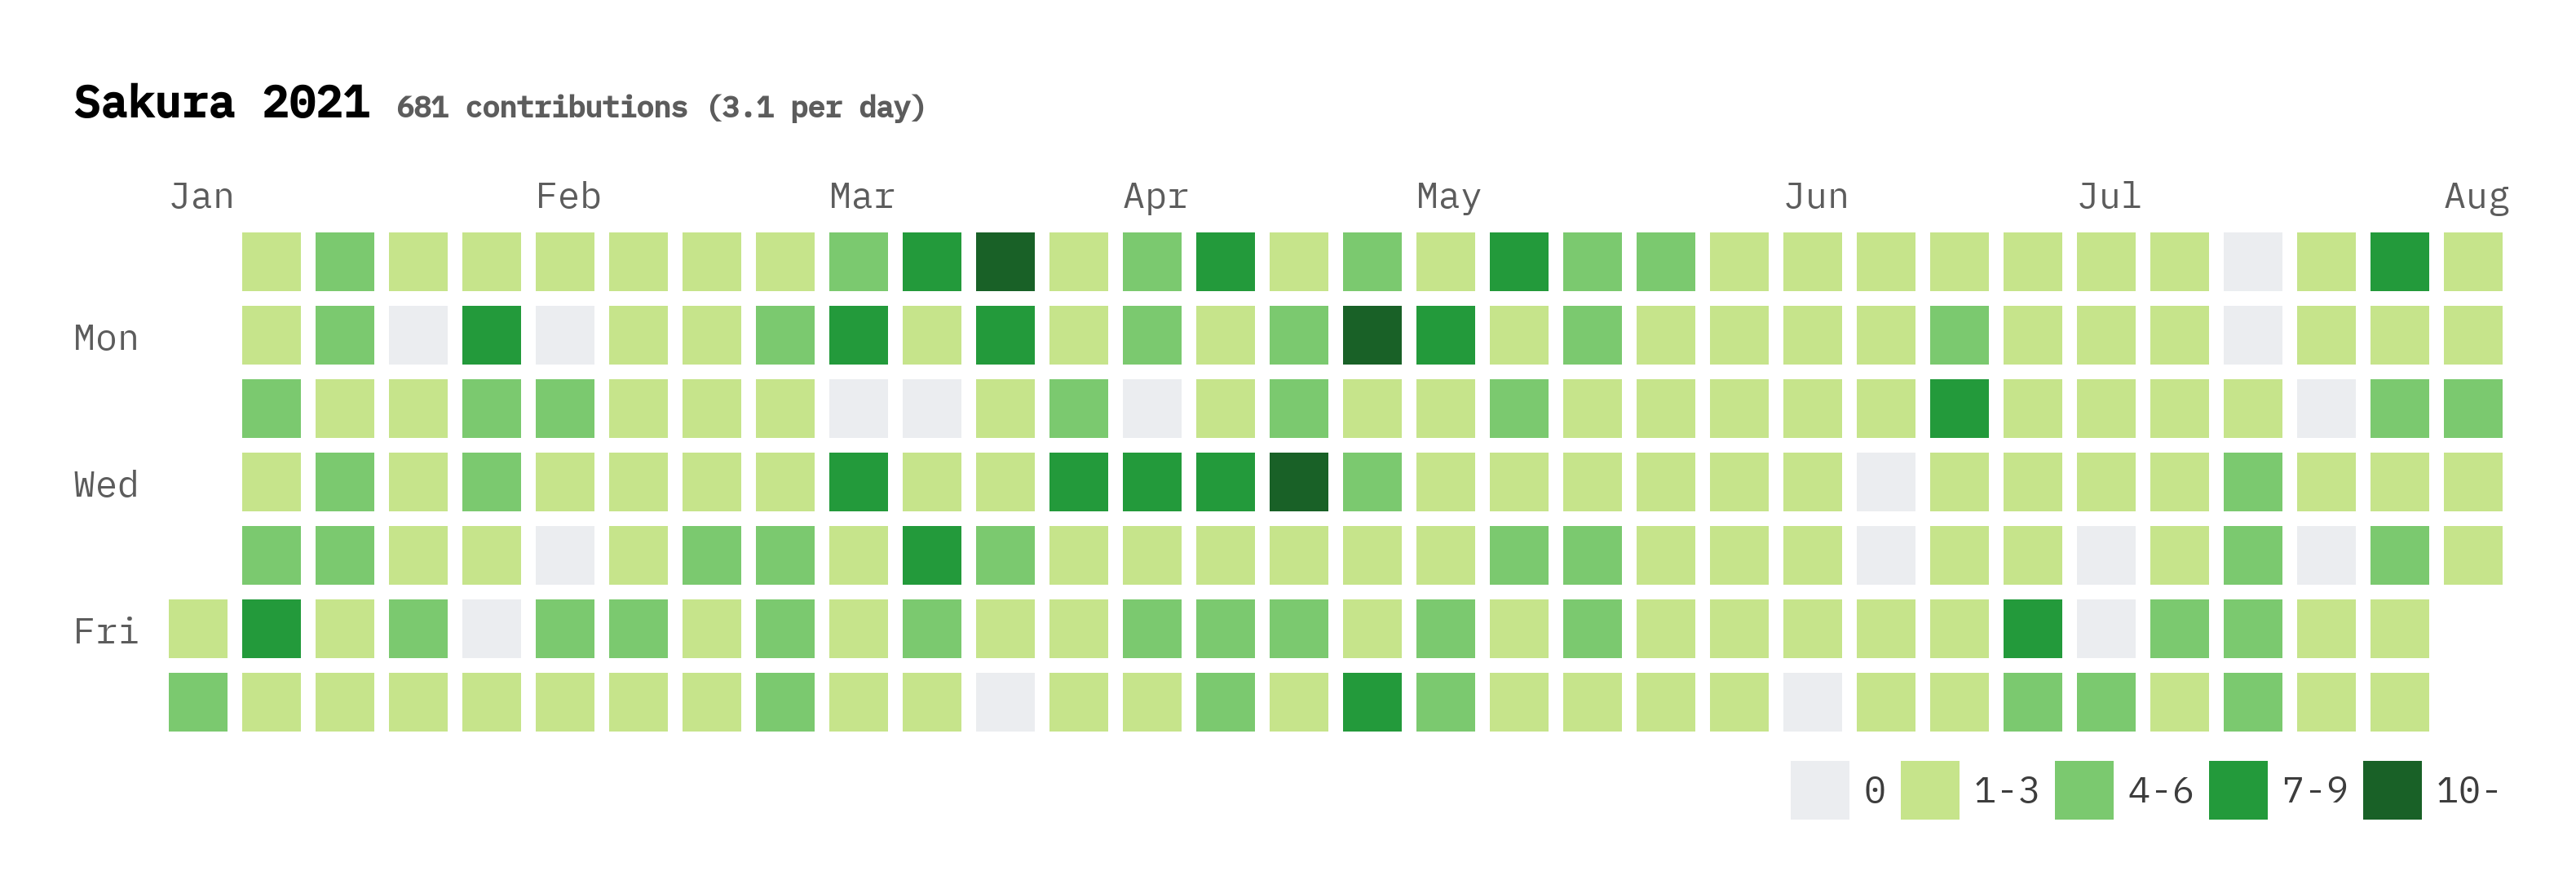 Sakura 2021 681 contributions (3.1 per day)
Jan Feb Mar Apr May Jun Jul Aug
Mon
Wed
Fri
0 1-3 4-6 7-9 10-